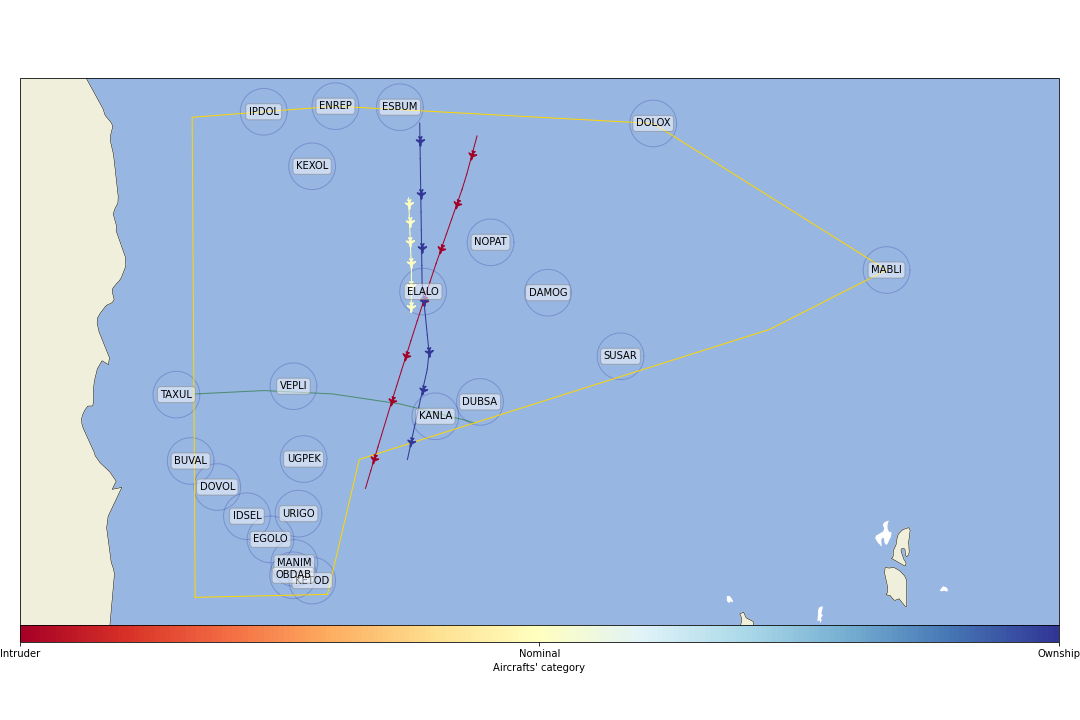 ENREP
ESBUM
IPDOL
DOLOX
KEXOL
NOPAT
MABLI
ELALO
DAMOG
SUSAR
VEPLI
TAXUL
DUBSA
KANLA
UGPEK
BUVAL
DOVOL
URIGO
IDSEL
EGOLO
MANIM
OBDAB
KETOD
Intruder Nominal Ownship
Aircrafts' category